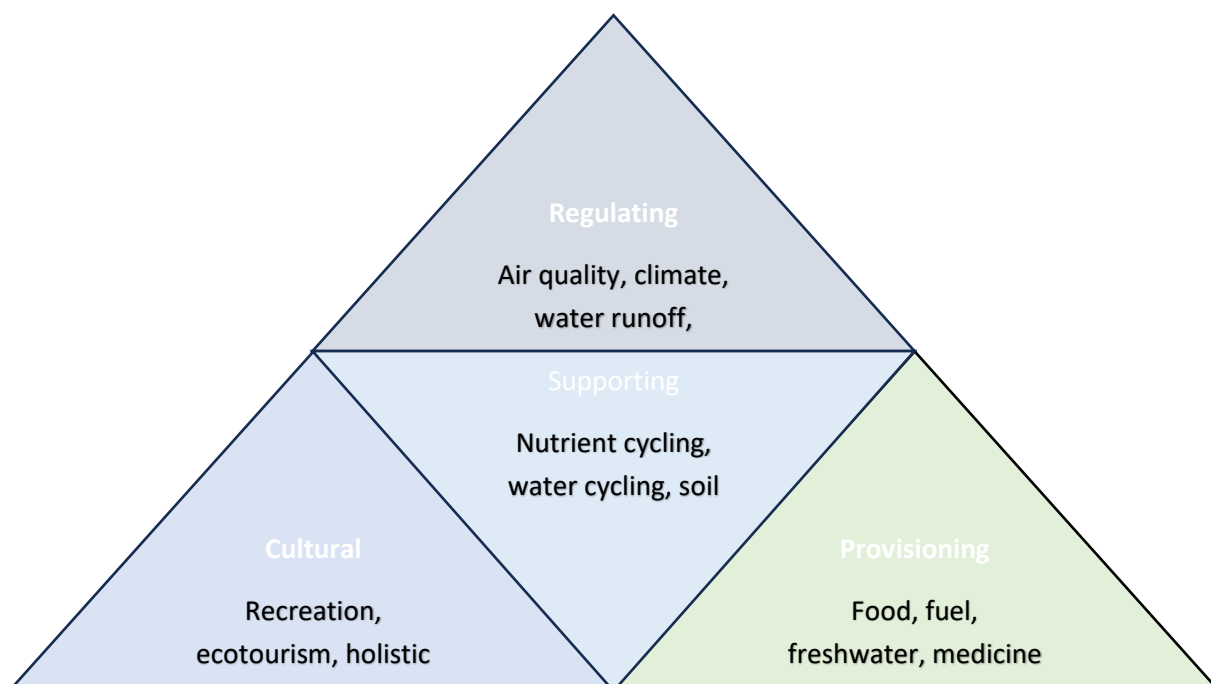 Regulating
Air quality, climate,
water runoff,
Supporting
Nutrient cycling,
water cycling, soil
Cultural
Recreation,
ecotourism, holistic
Provisioning
Food, fuel,
freshwater, medicine